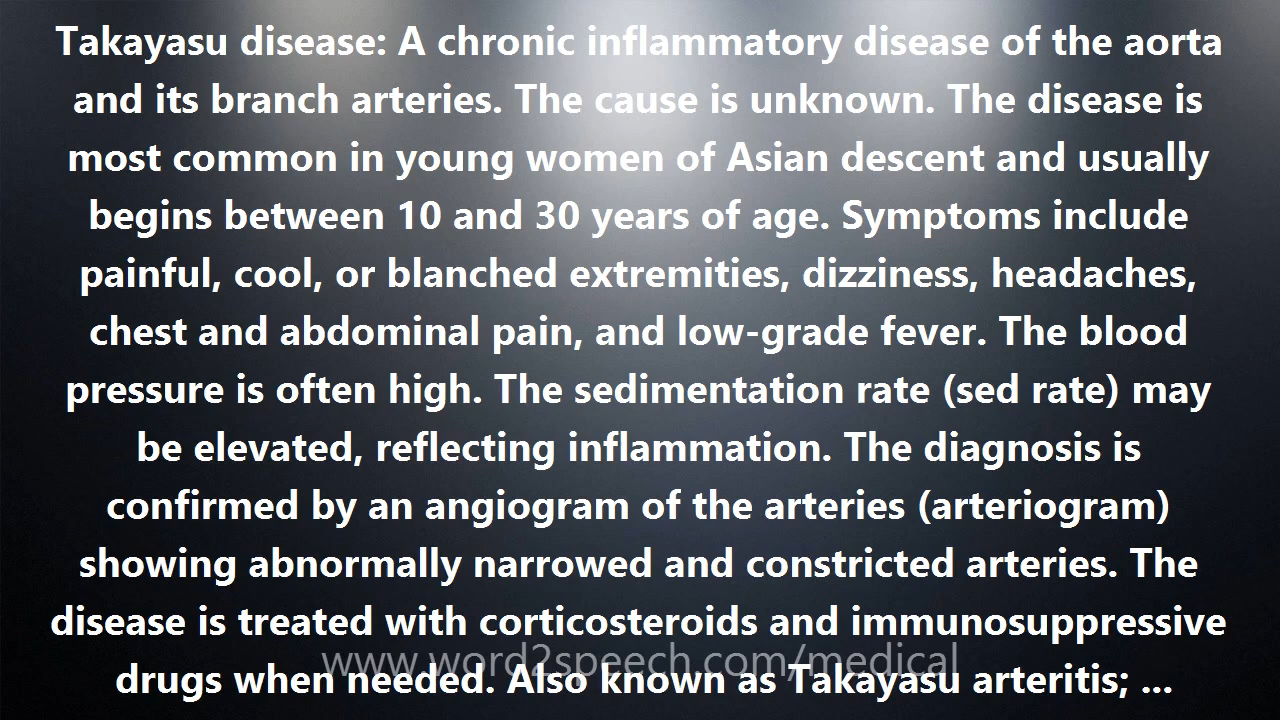 Takayasu disease: A chronic inflammatory disease of the aorta
and its branch arteries. The cause is unknown. The disease is
most common in young women of Asian descent and usually
begins between 10 and 30 years of age. Symptoms include
painful, cool, or blanched extremities, dizziness, headaches,
chest and abdominal pain, and low-grade fever. The blood
pressure is often high. The sedimentation rate (sed rate) may
be elevated, reflecting inflammation. The diagnosis is
confirmed by an angiogram of the arteries (arteriogram)
showing abnormally narrowed and constricted arteries. The
disease is treated with corticosteroids and immunosuppressive
www.word2speech.com/medical
drugs when needed. Also known as Takayasu arteritis; ...